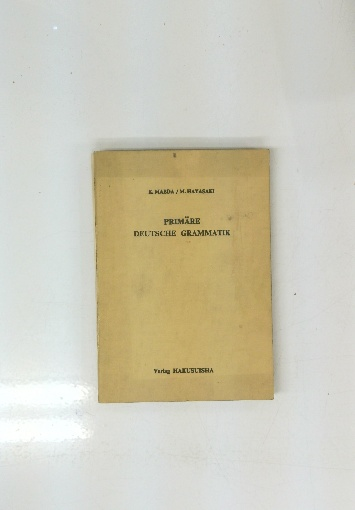 K. MAEDA / M. HAYASAKI
PRIMÄRE
DEUTSCHE GRAMMATIK
Verlag HAKUSUISHA